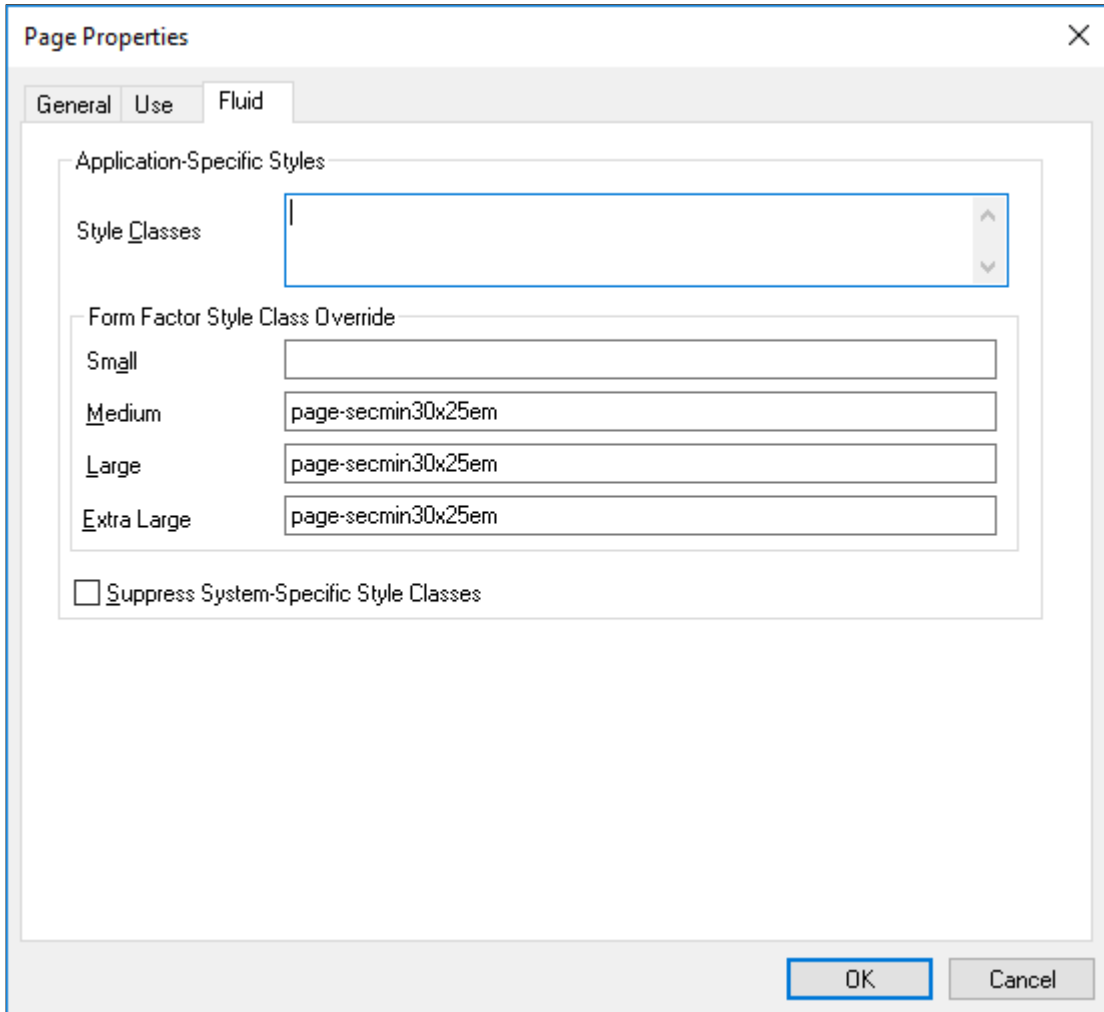 Page Properties
General Use Fluid
Application-Specific Styles
Style Classes
Form Factor Style Class Override
Small
Medium page-secmin30x25em
Large page-secmin30x25em
Extra Large page-secmin30x25em
Suppress System-Specific Style Classes
OK Cancel